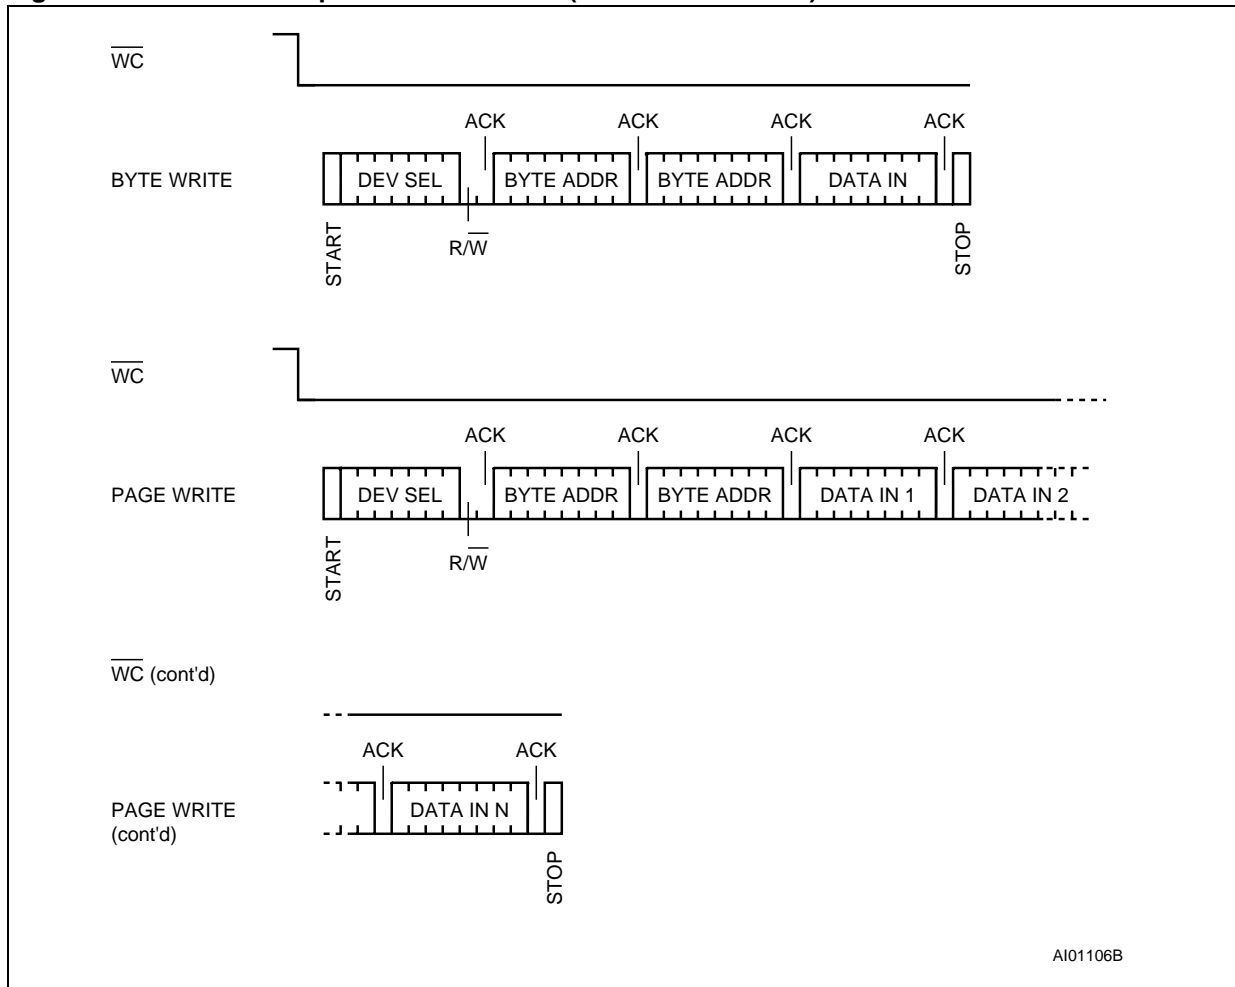 WC
ACK ACK ACK ACK
BYTE WRITE DEV SEL BYTE ADDR BYTE ADDR DATA IN
R/W
START
STOP
WC
ACK ACK ACK ACK
PAGE WRITE DEV SEL BYTE ADDR BYTE ADDR DATA IN 1 DATA IN 2
R/W
START
WC (cont'd)
ACK ACK
PAGE WRITE DATA IN N
(cont'd)
STOP
AI01106B